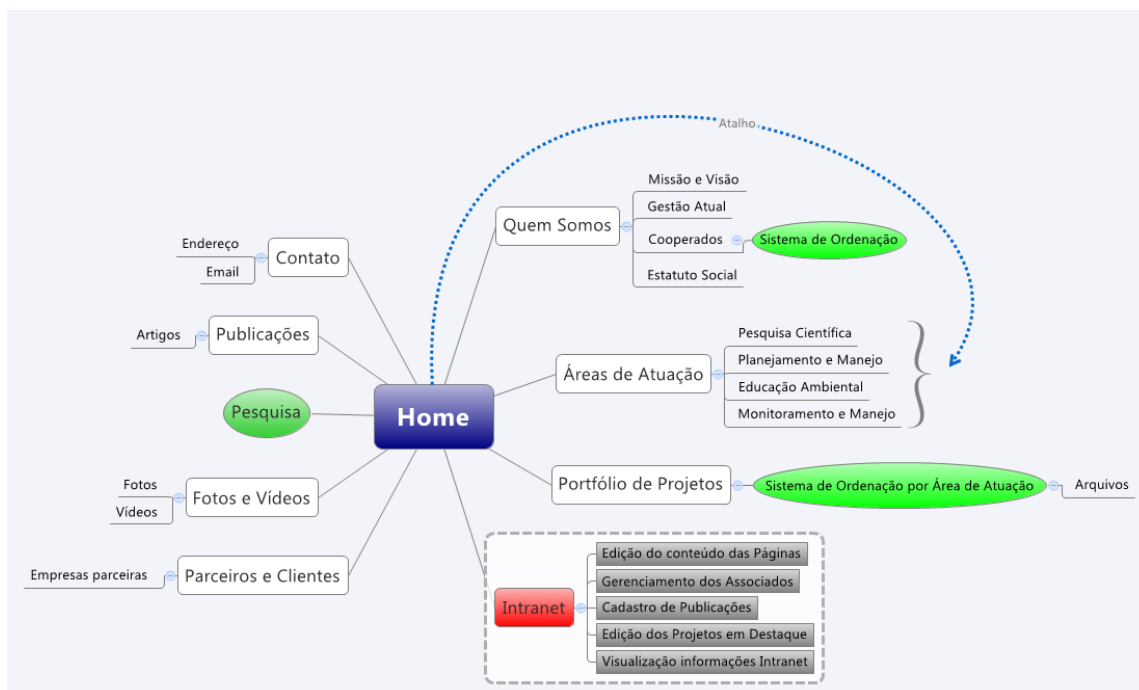 Atalho
Quem Somos
Missão e Visão
Gestão Atual
Cooperados
Sistema de Ordenação
Estatuto Social
Contato
Endereço
Email
Publicações
Artigos
Pesquisa
Home
Áreas de Atuação
Pesquisa Científica
Planejamento e Manejo
Educação Ambiental
Monitoramento e Manejo
Fotos e Vídeos
Fotos
Vídeos
Portfólio de Projetos
Sistema de Ordenação por Área de Atuação
Arquivos
Parceiros e Clientes
Empresas parceiras
Intranet
Edição do conteúdo das Páginas
Gerenciamento dos Associados
Cadastro de Publicações
Edição dos Projetos em Destaque
Visualização informações Intranet